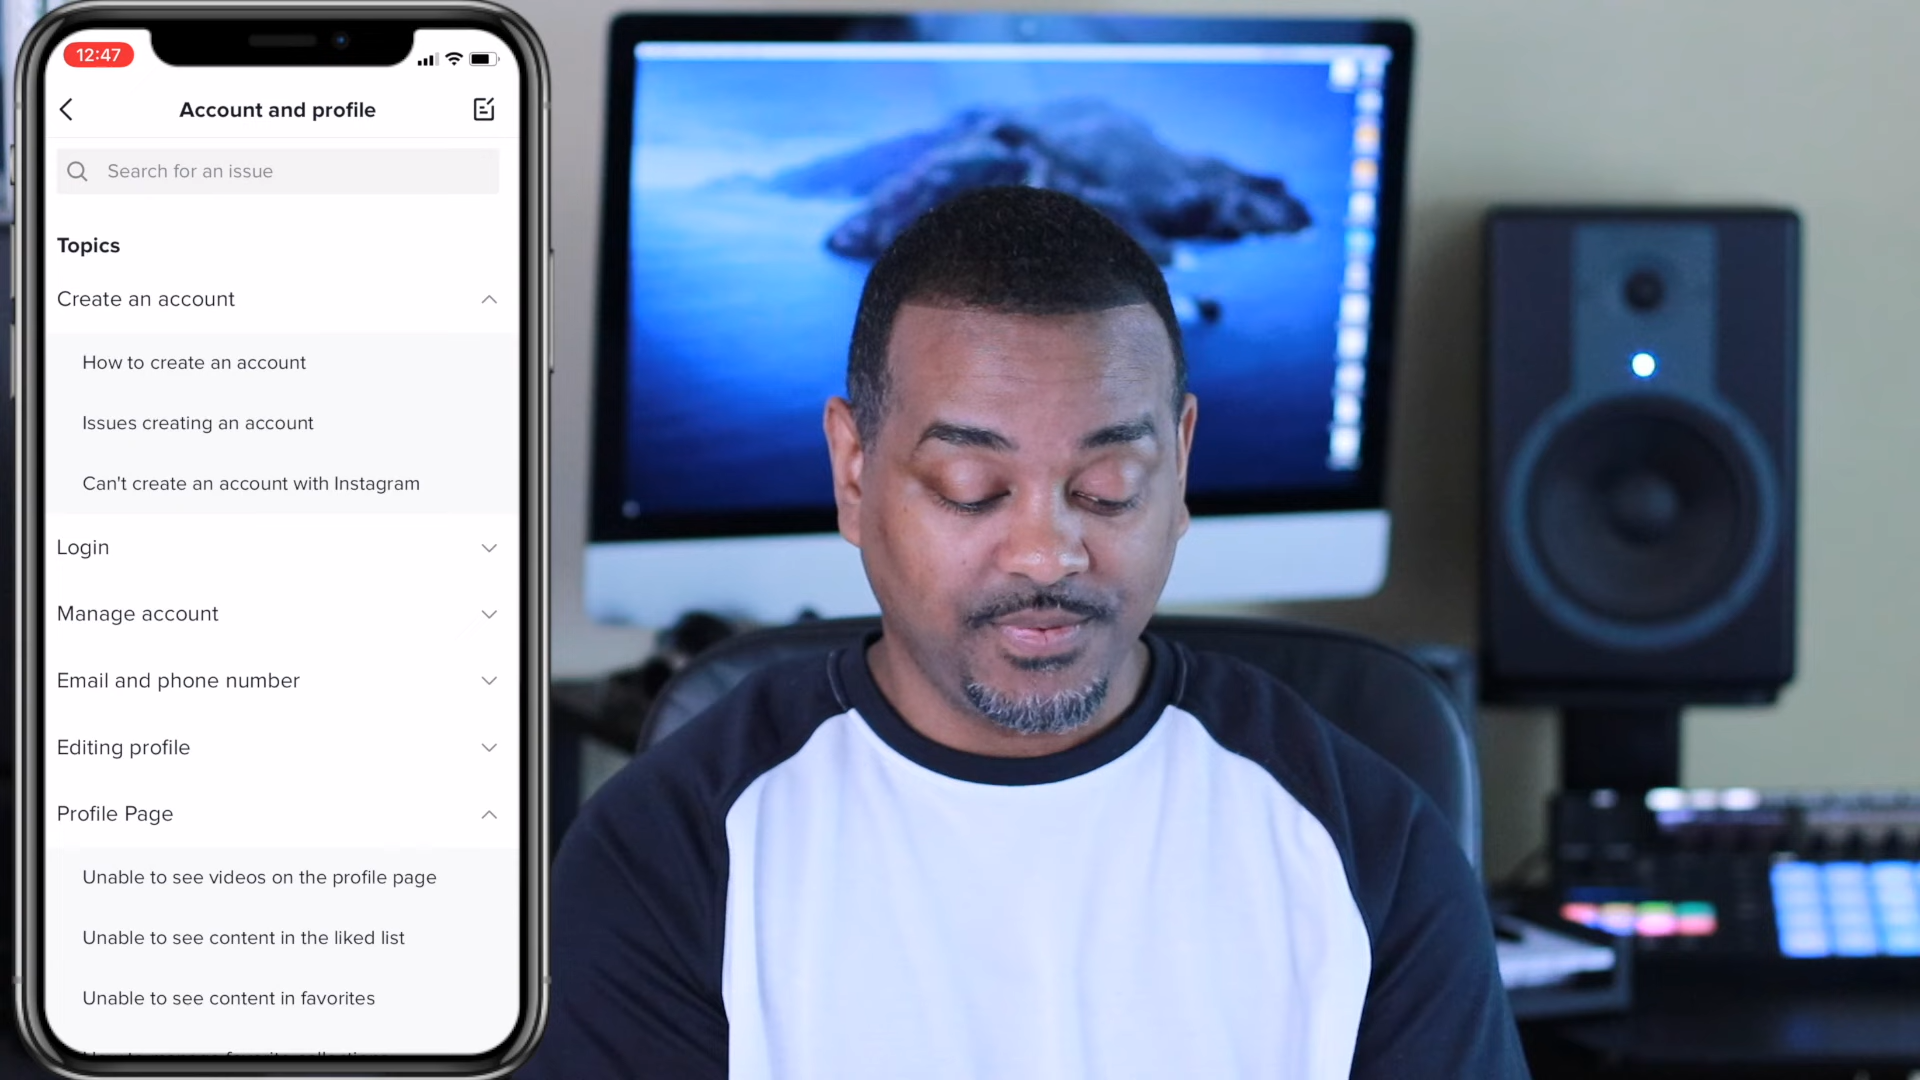 12:47
Account and profile
Search for an issue
Topics
Create an account
How to create an account
Issues creating an account
Can't create an account with Instagram
Login
Manage account
Email and phone number
Editing profile
Profile Page
Unable to see videos on the profile page
Unable to see content in the liked list
Unable to see content in favorites